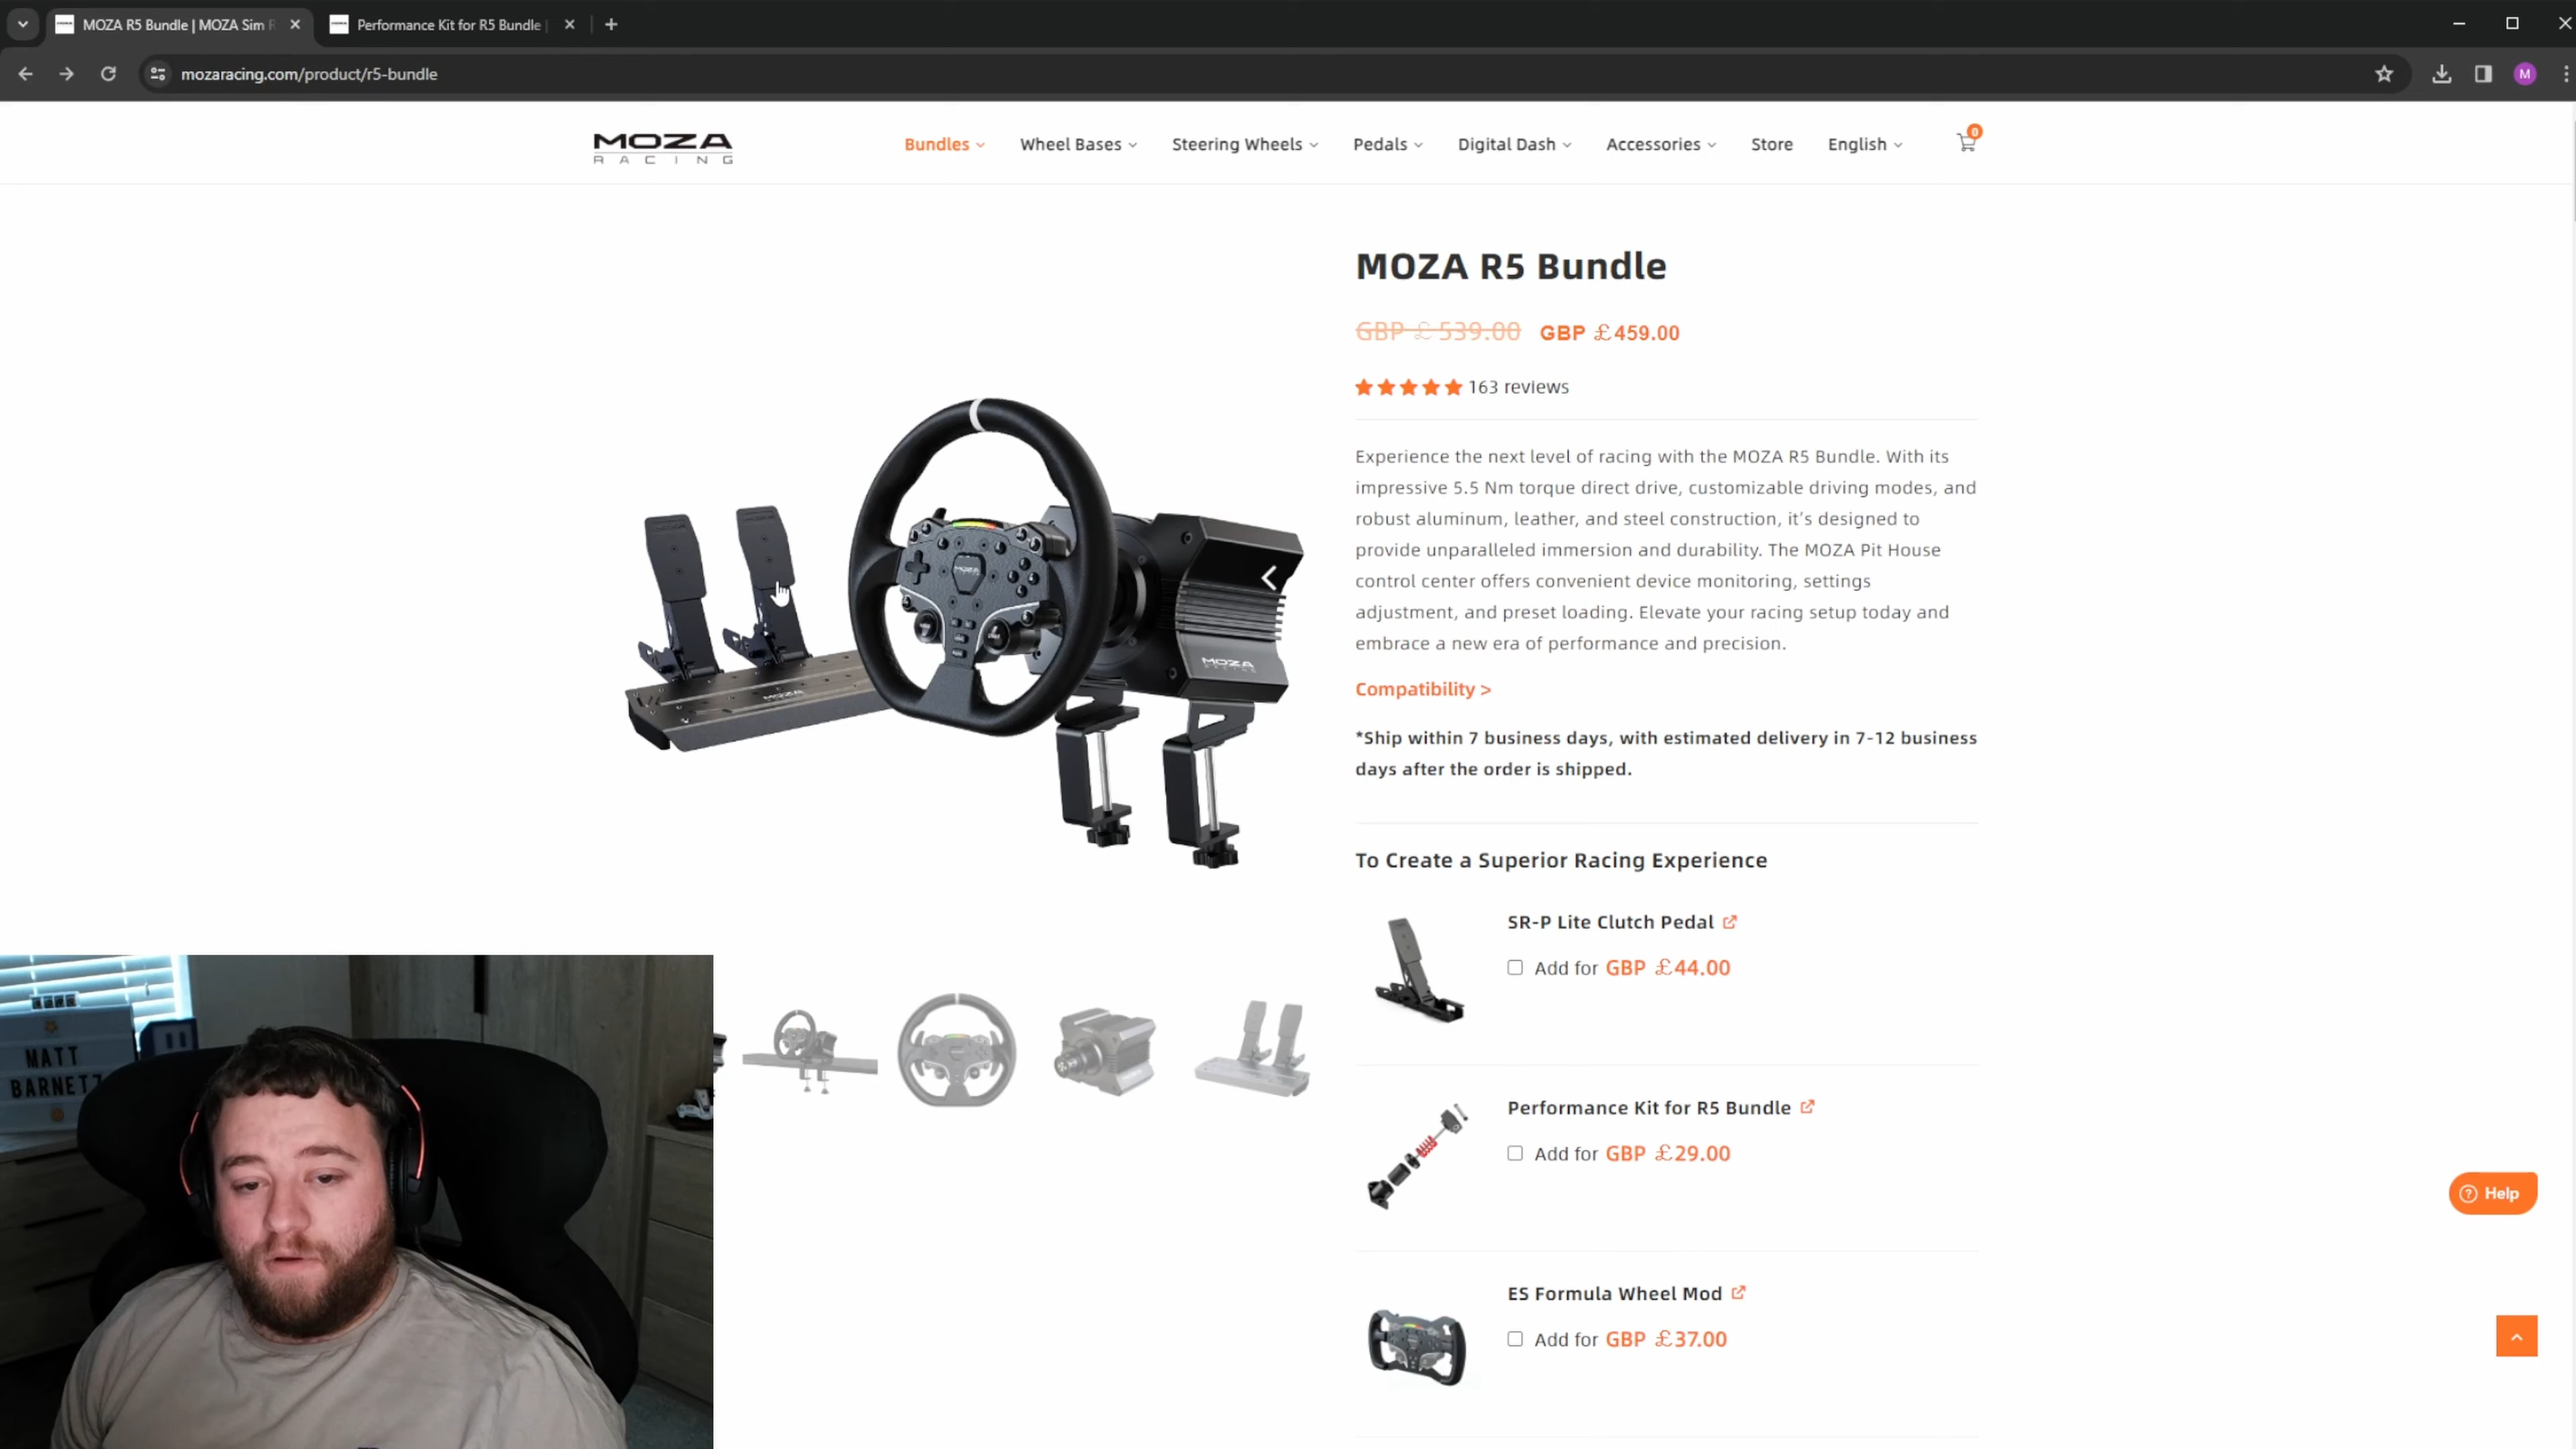 MOZA R5 Bundle | MOZA Sim R
Performance Kit for R5 Bundle |
mozaracing.com/product/r5-bundle
M
MOZA
RACING
Bundles
Wheel Bases
Steering Wheels
Pedals
Digital Dash
Accessories
Store
English
0
MOZA R5 Bundle
GBP £539.00 GBP £459.00
163 reviews
Experience the next level of racing with the MOZA R5 Bundle. With its
impressive 5.5 Nm torque direct drive, customizable driving modes, and
robust aluminum, leather, and steel construction, it's designed to
provide unparalleled immersion and durability. The MOZA Pit House
control center offers convenient device monitoring, settings
adjustment, and preset loading. Elevate your racing setup today and
embrace a new era of performance and precision.
Compatibility >
*Ship within 7 business days, with estimated delivery in 7-12 business
days after the order is shipped.
To Create a Superior Racing Experience
SR-P Lite Clutch Pedal
Add for GBP £44.00
Performance Kit for R5 Bundle
Add for GBP £29.00
ES Formula Wheel Mod
Add for GBP £37.00
Help
MOZA
MOZA
MOZA
RACING
MATT
BARNETZ